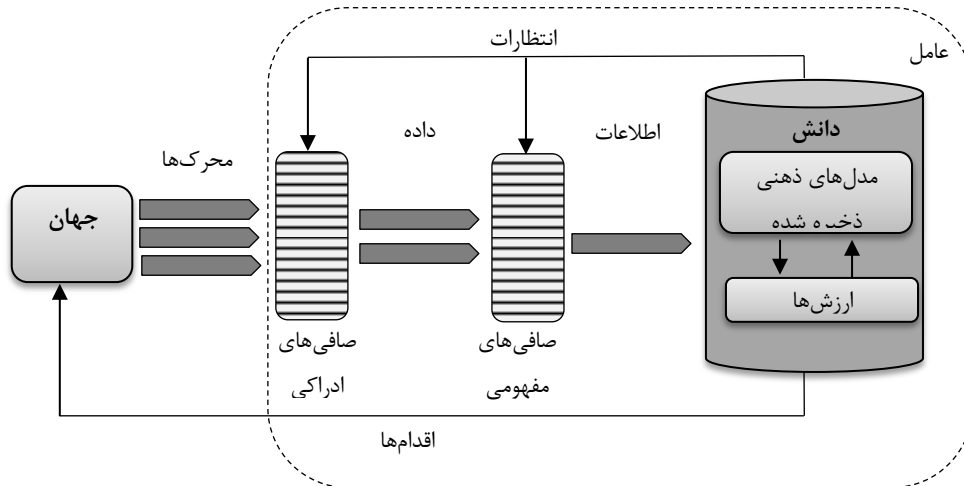 انتظارات
عامل
داده
اطلاعات
دانش
محرک‌ها
مدل‌های ذهنی
ذخیره شده
جهان
ارزش‌ها
صافی‌های
ادراکی
صافی‌های
مفهومی
اقدام‌ها